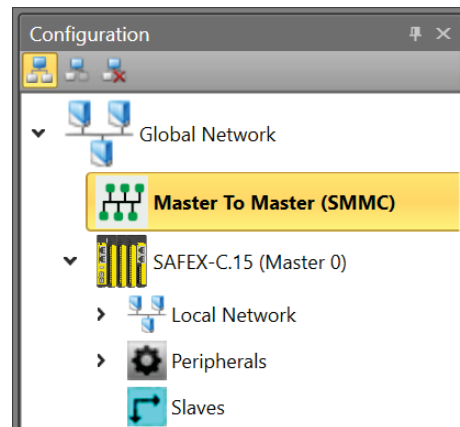 Configuration
Global Network
Master To Master (SMMC)
SAFEX-C.15 (Master 0)
Local Network
Peripherals
Slaves